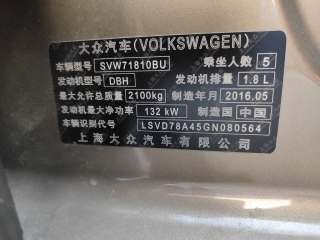 大众汽车(VOLKSWAGEN)
车辆型号 SVW71810BU 乘坐人数 5
发动机型号 DBH 发动机排量 1.8 L
最大允许总质量 2100kg 制造年月 2016.05
发动机最大净功率 132 kW 制造国 中国
车辆识别代号 LSVD78A45GN080564
上海大众汽车有限公司